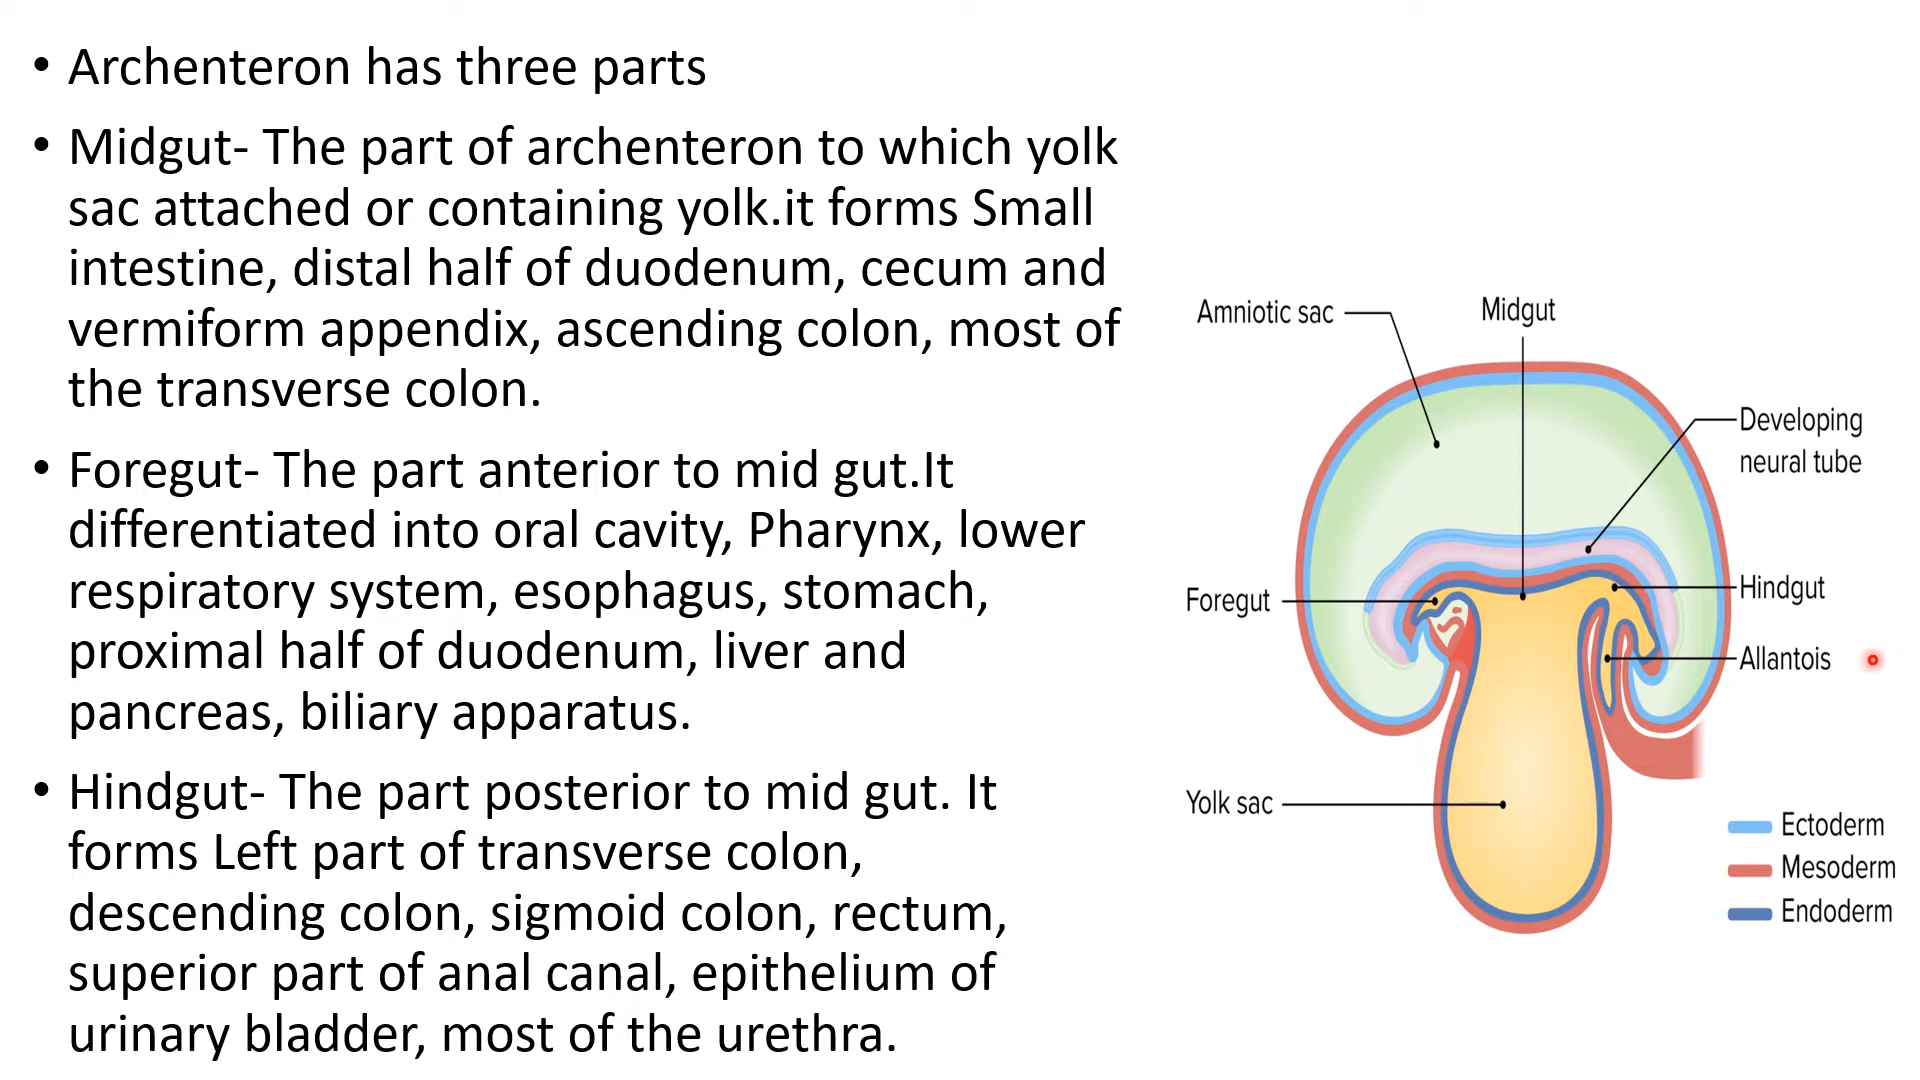 • Archenteron has three parts
• Midgut- The part of archenteron to which yolk
sac attached or containing yolk.it forms Small
intestine, distal half of duodenum, cecum and
vermiform appendix, ascending colon, most of
the transverse colon.
• Foregut- The part anterior to mid gut.It
differentiated into oral cavity, Pharynx, lower
respiratory system, esophagus, stomach,
proximal half of duodenum, liver and
pancreas, biliary apparatus.
• Hindgut- The part posterior to mid gut. It
forms Left part of transverse colon,
descending colon, sigmoid colon, rectum,
superior part of anal canal, epithelium of
urinary bladder, most of the urethra.
Amniotic sac
Midgut
Developing
neural tube
Foregut
Hindgut
Allantois
Yolk sac
Ectoderm
Mesoderm
Endoderm